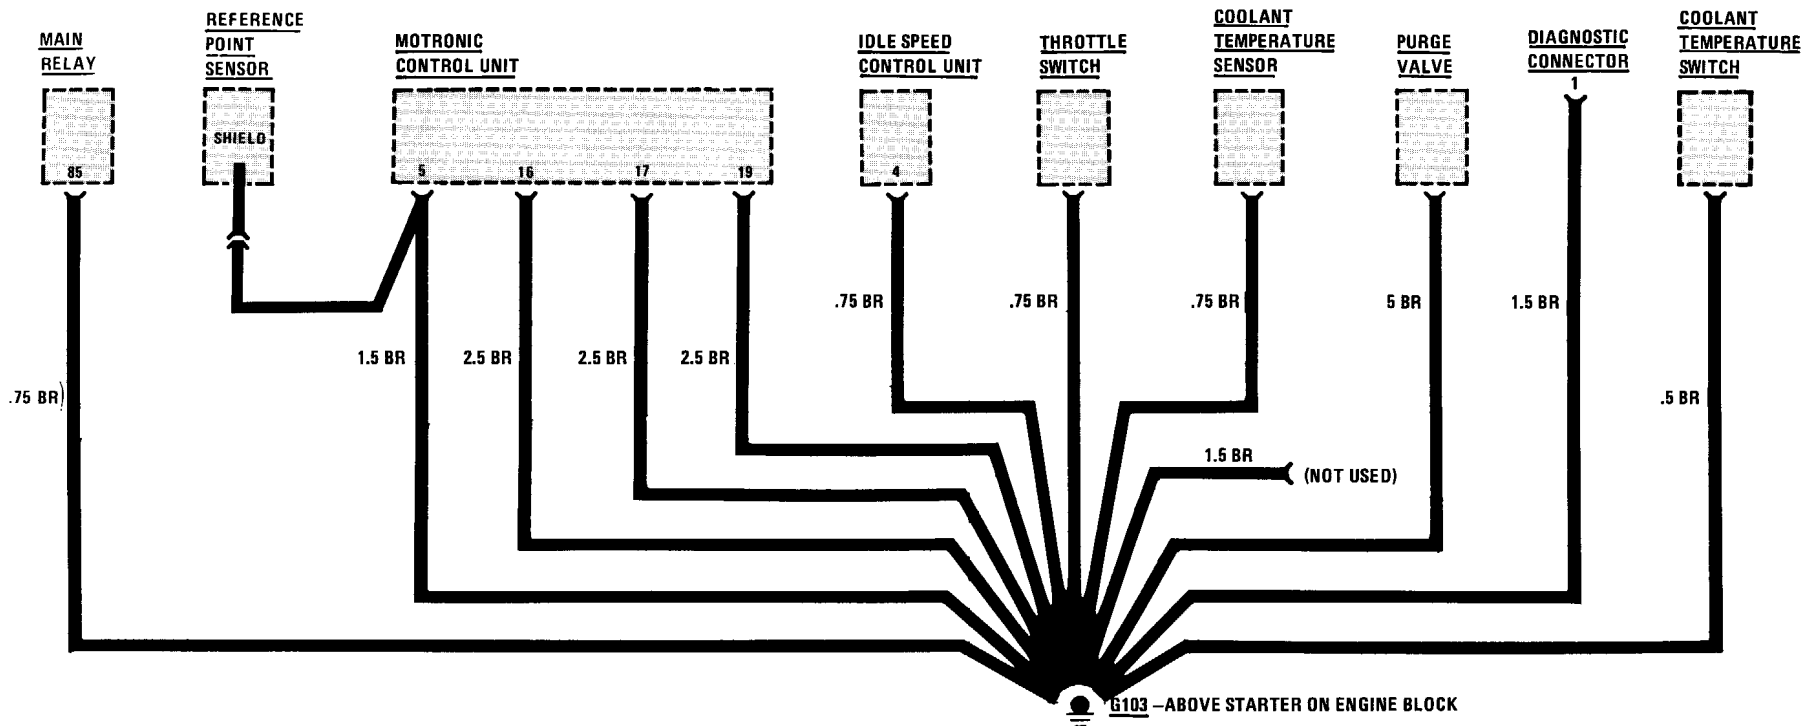 MAIN
RELAY
REFERENCE
POINT
SENSOR
MOTRONIC
CONTROL UNIT
IDLE SPEED
CONTROL UNIT
THROTTLE
SWITCH
COOLANT
TEMPERATURE
SENSOR
PURGE
VALVE
DIAGNOSTIC
CONNECTOR
COOLANT
TEMPERATURE
SWITCH
1
SHIELD
85
5
16
17
19
4
.75 BR
.75 BR
.75 BR
5 BR
1.5 BR
1.5 BR
2.5 BR
2.5 BR
2.5 BR
.75 BR)
.5 BR
1.5 BR
(NOT USED)
G103 –ABOVE STARTER ON ENGINE BLOCK